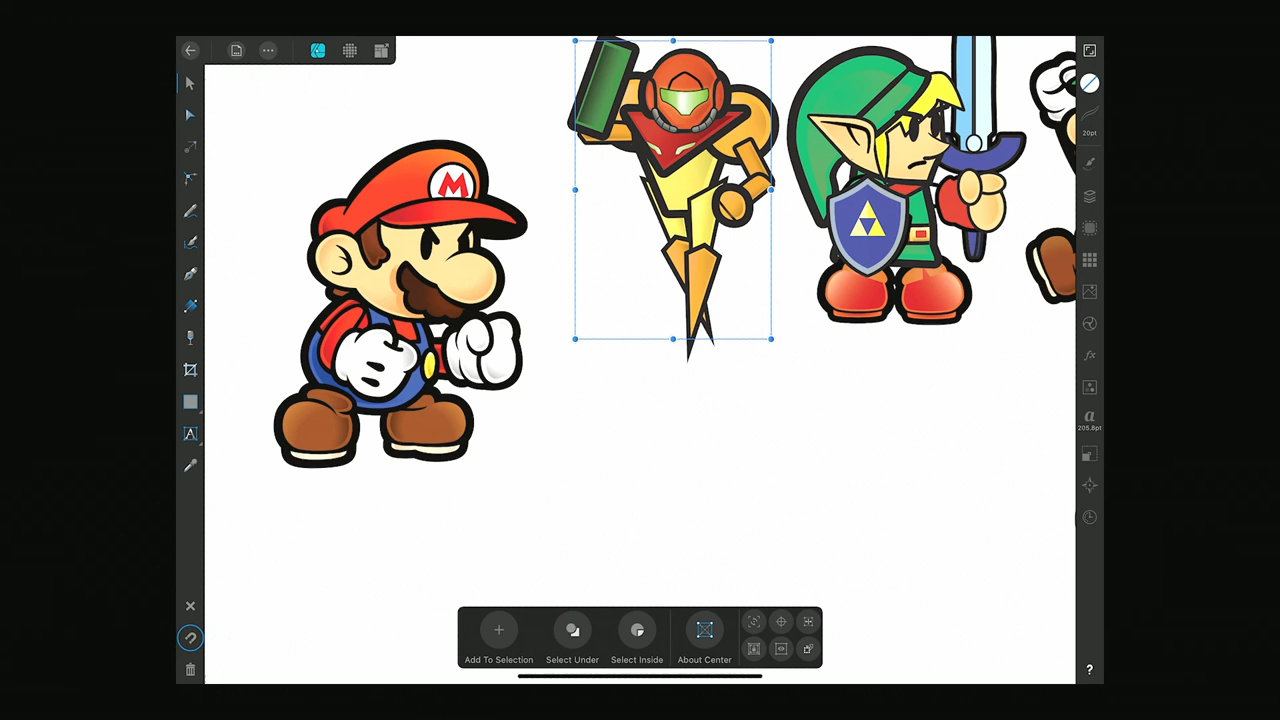 M
20pt
fx
a
205.8pt
A
Add To Selection
Select Under
Select Inside
About Center
?